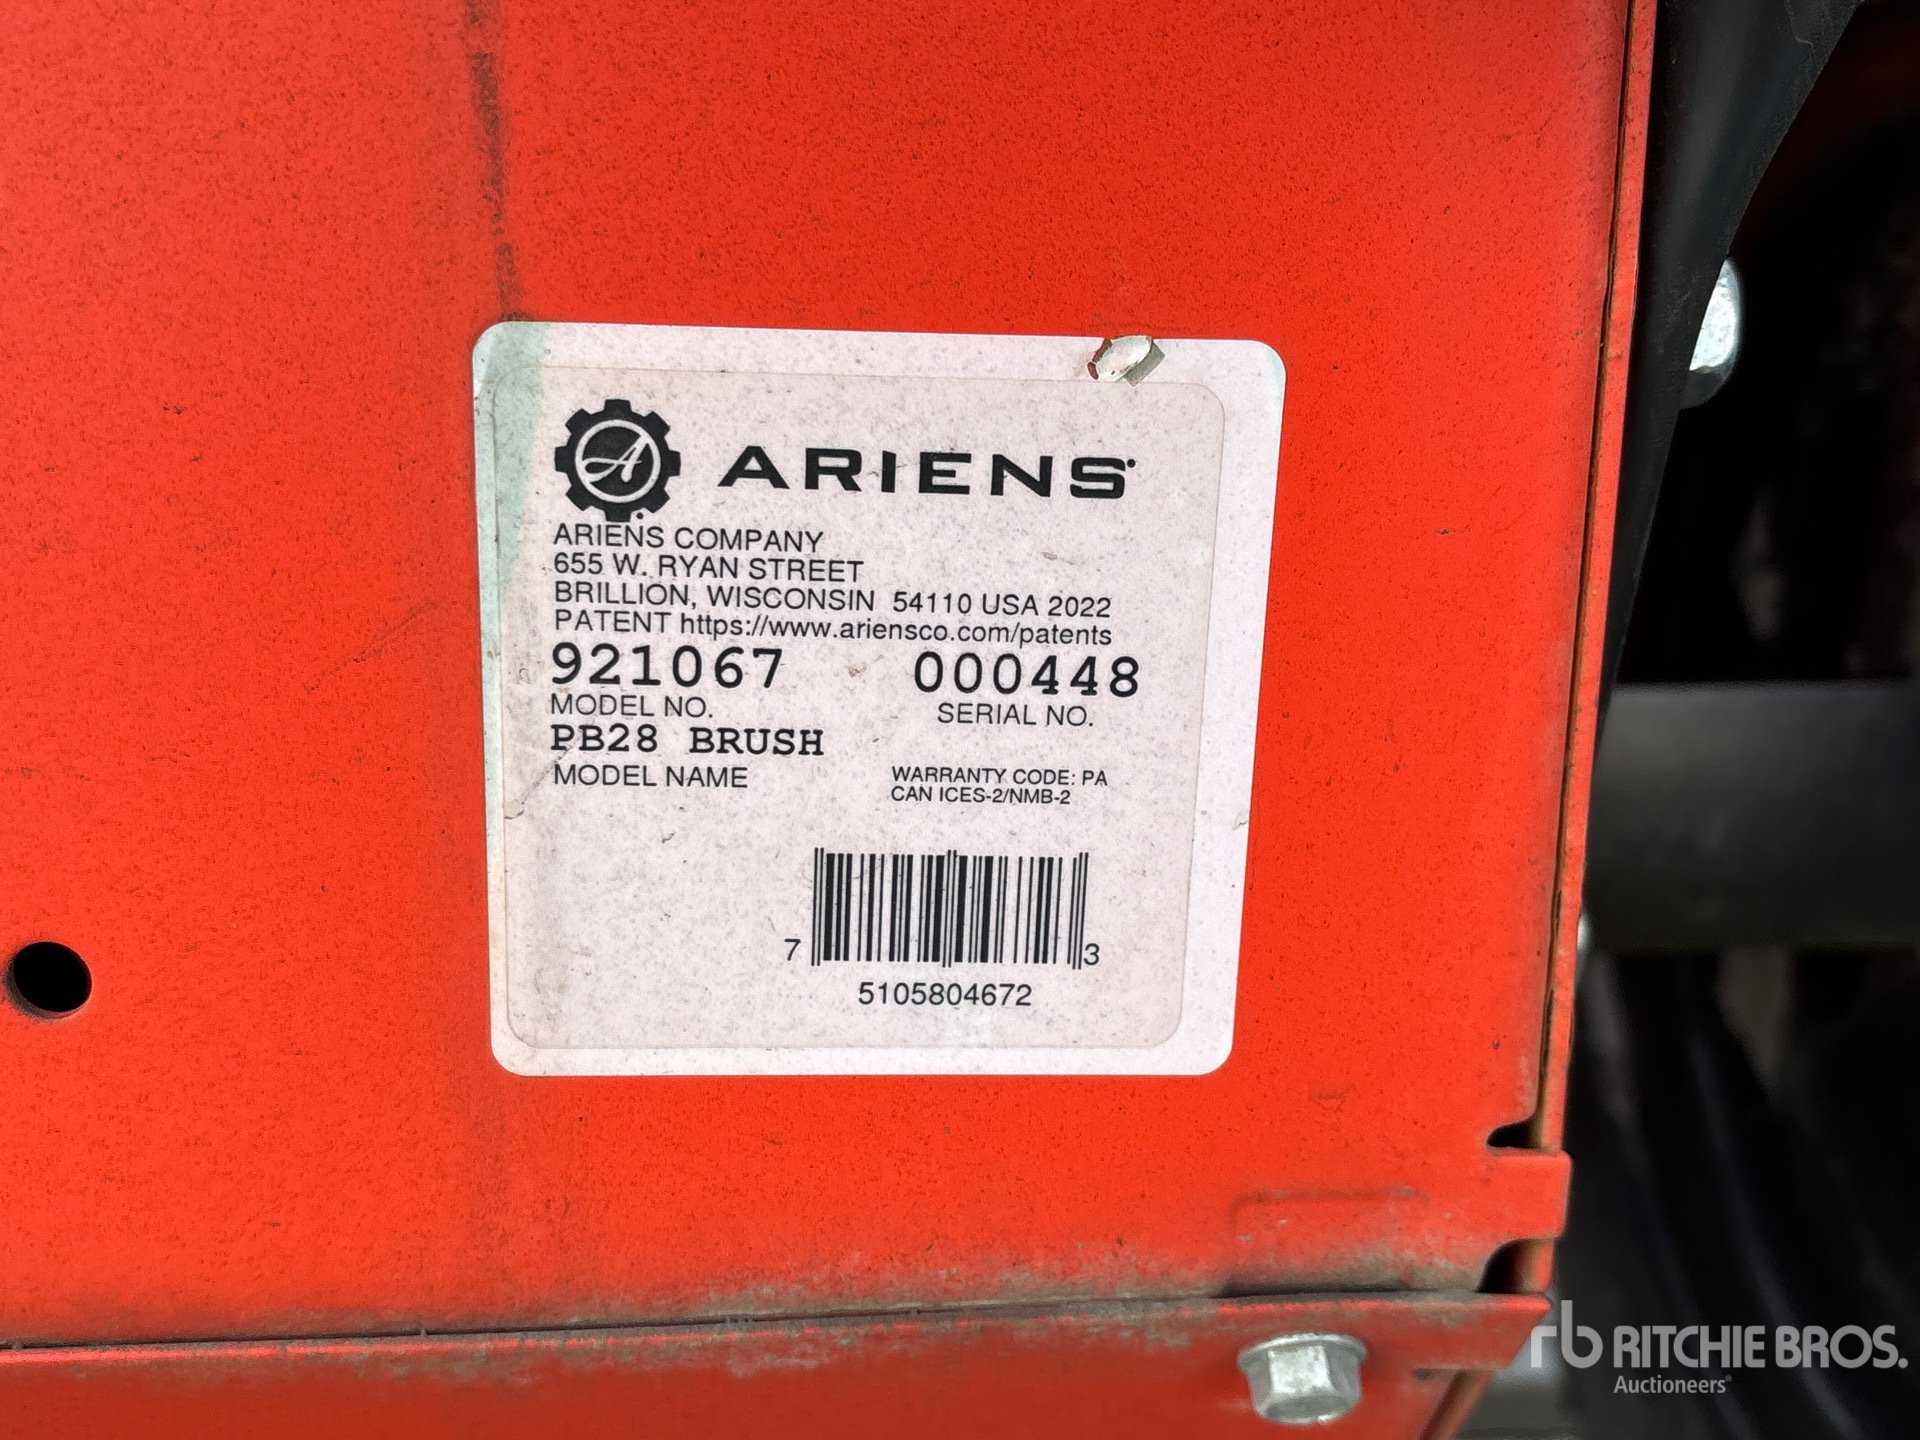 A
ARIENS
ARIENS COMPANY
655 W. RYAN STREET
BRILLION, WISCONSIN 54110 USA 2022
PATENT https://www.ariensco.com/patents
921067 000448
MODEL NO. SERIAL NO.
PB28 BRUSH
MODEL NAME WARRANTY CODE: PA
CAN ICES-2/NMB-2
7 3
5105804672
rb RITCHIE BROS.
Auctioneers®